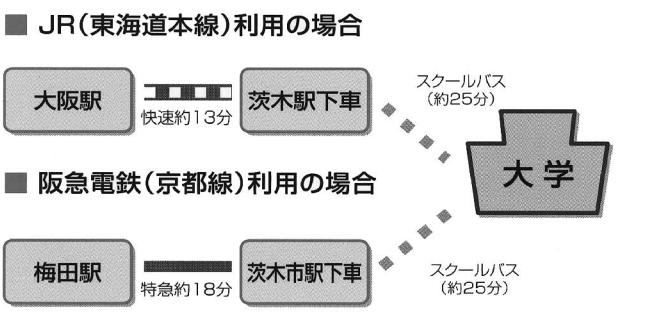 ■ JR(東海道本線)利用の場合
大阪駅
快速約13分
茨木駅下車
スクールバス
(約25分)
大学
■ 阪急電鉄(京都線)利用の場合
梅田駅
特急約18分
茨木市駅下車
スクールバス
(約25分)